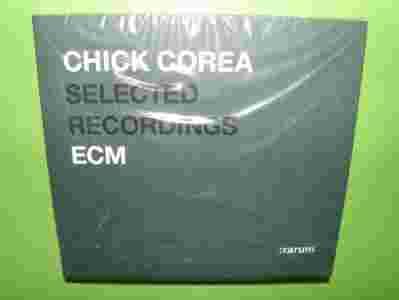 CHICK COREA
SELECTED
RECORDINGS
ECM
:rarum